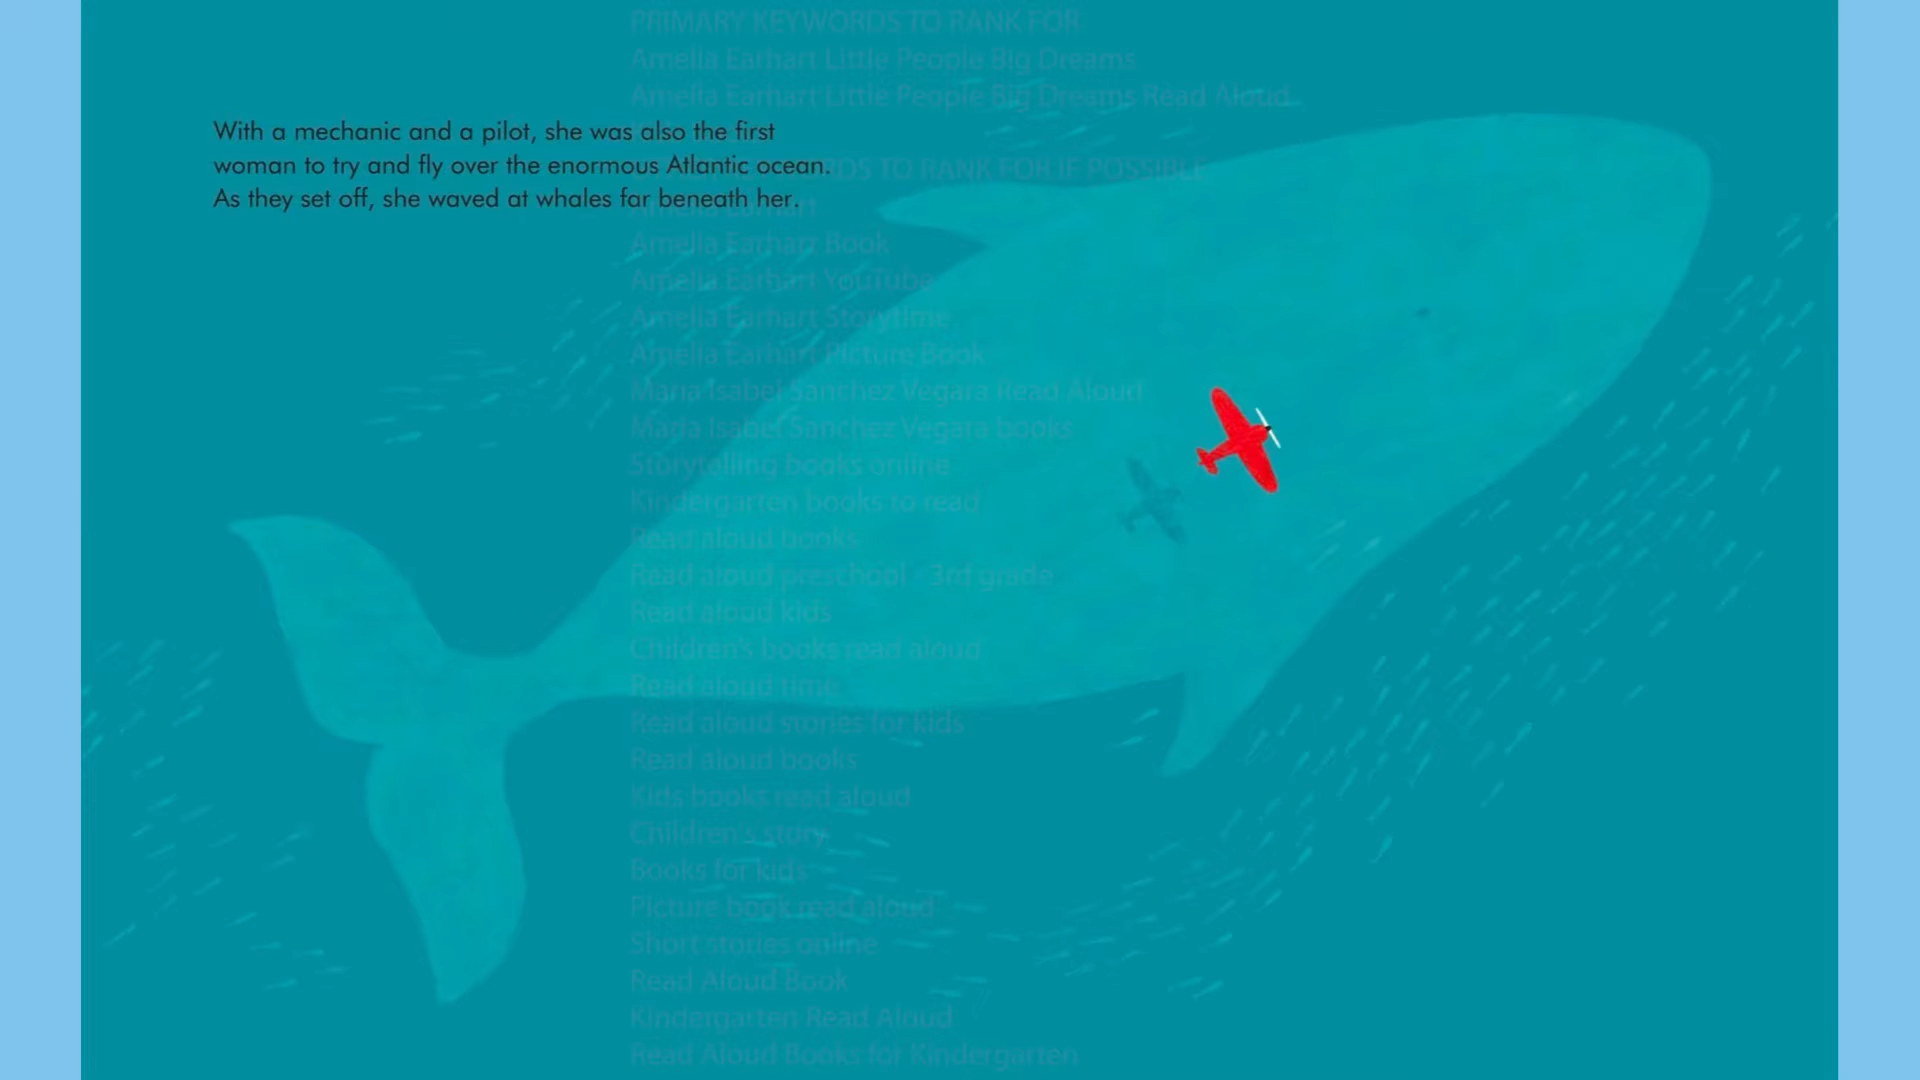 With a mechanic and a pilot, she was also the first
woman to try and fly over the enormous Atlantic ocean.
As they set off, she waved at whales far beneath her.
PRIMARY KEYWORDS TO RANK FOR
Amelia Earhart Little People Big Dreams
Amelia Earhart Little People Big Dreams Read Aloud
TO RANK FOR IF POSSIBLE
Amelia Earhart
Amelia Earhart Book
Amelia Earhart YouTube
Amelia Earhart Storytime
Amelia Earhart Picture Book
Maria Isabel Sanchez Vegara Read Aloud
Maria Isabel Sanchez Vegara books
Storytelling books online
Kindergarten books to read
Read aloud books
Read aloud preschool - 3rd grade
Read aloud kids
Children's books read aloud
Read aloud time
Read aloud stories for kids
Read aloud books
Kids books read aloud
Children's story
Books for kids
Picture book read aloud
Short stories online
Read Aloud Book
Kindergarten Read Aloud
Read Aloud Books for Kindergarten